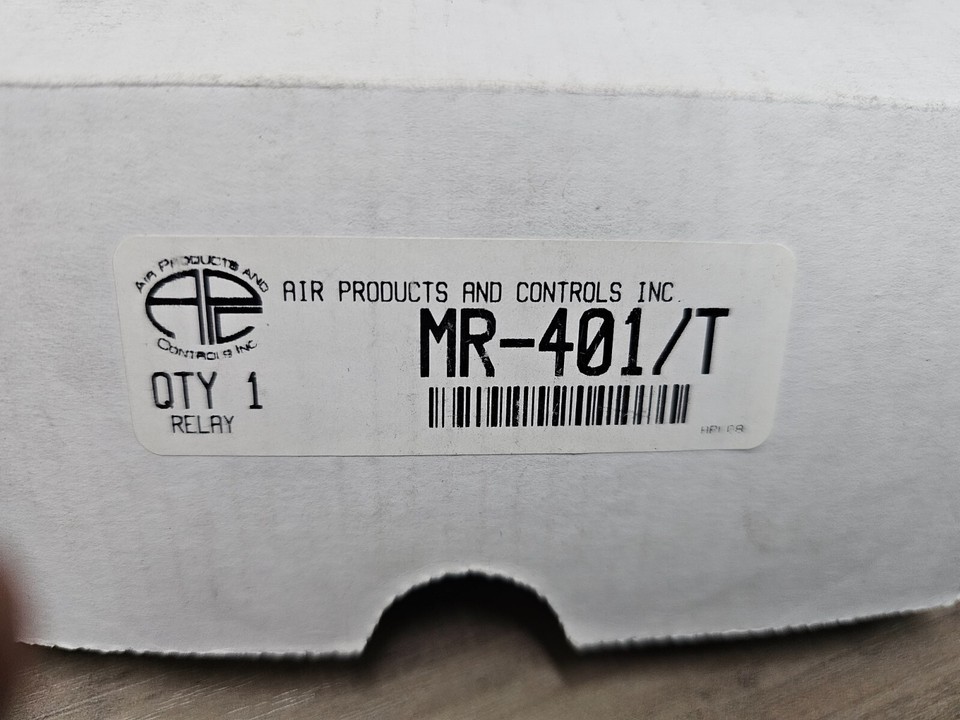 AIR PRODUCTS AND
CONTROLS INC
AIR PRODUCTS AND CONTROLS INC.
MR-401/T
QTY 1
RELAY